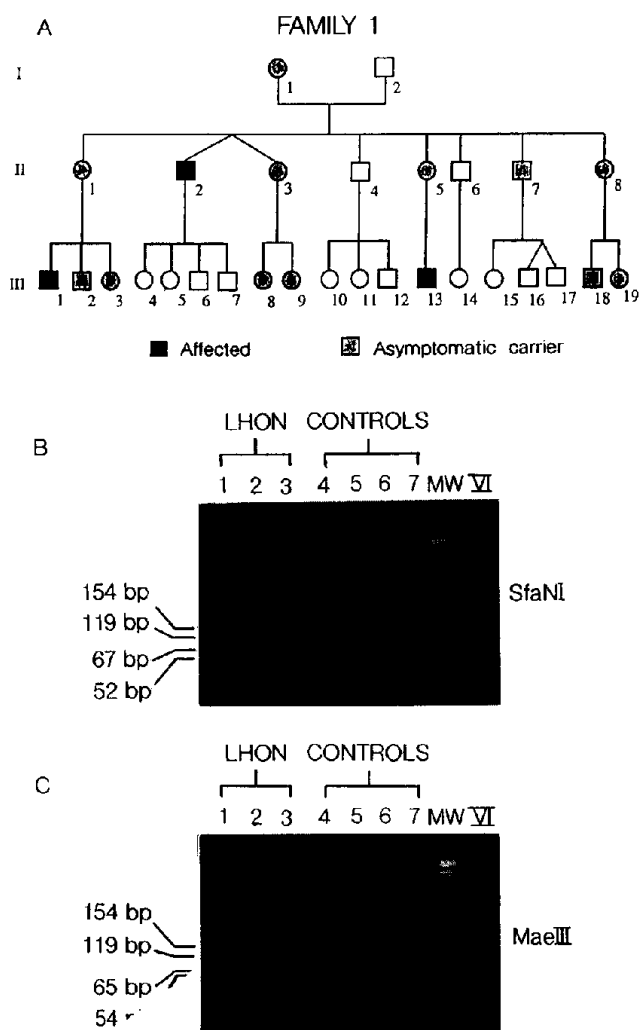 A FAMILY 1
I
1 2
II
1 2 3 4 5 6 7 8
III
1 2 3 4 5 6 7 8 9 10 11 12 13 14 15 16 17 18 19
Affected Asymptomatic carrier
B
LHON CONTROLS
1 2 3 4 5 6 7 MW VI
154 bp
119 bp
67 bp
52 bp
SfaNI
C
LHON CONTROLS
1 2 3 4 5 6 7 MW VI
154 bp
119 bp
65 bp
54
MaeIII